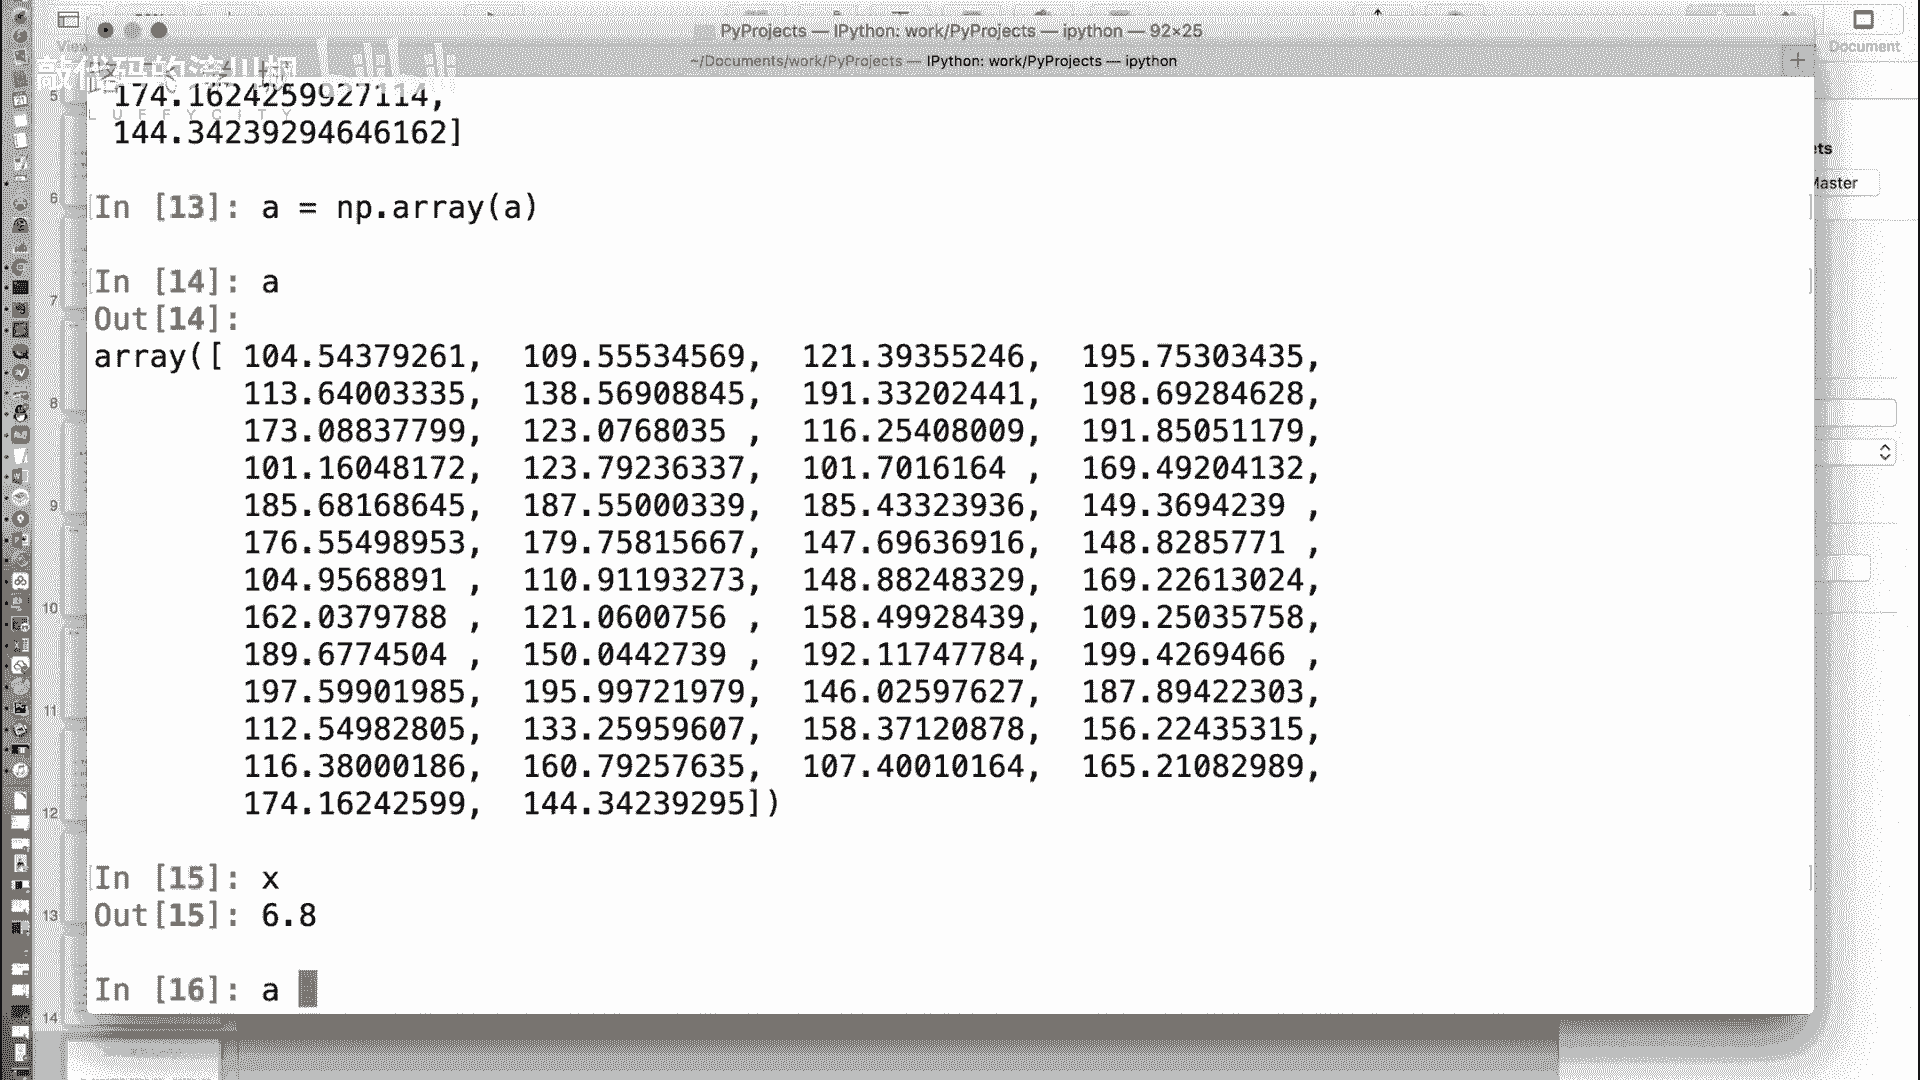 View
PyProjects — IPython: work/PyProjects — ipython — 92×25
Document
~/Documents/work/PyProjects — IPython: work/PyProjects — ipython
+
LUFFYCITY
174.1624259927114,
144.34239294646162]
ets
Master
In [13]: a = np.array(a)
In [14]: a
Out[14]:
array([ 104.54379261, 109.55534569, 121.39355246, 195.75303435,
113.64003335, 138.56908845, 191.33202441, 198.69284628,
173.08837799, 123.0768035 , 116.25408009, 191.85051179,
101.16048172, 123.79236337, 101.7016164 , 169.49204132,
185.68168645, 187.55000339, 185.43323936, 149.3694239 ,
176.55498953, 179.75815667, 147.69636916, 148.8285771 ,
104.9568891 , 110.91193273, 148.88248329, 169.22613024,
162.0379788 , 121.0600756 , 158.49928439, 109.25035758,
189.6774504 , 150.0442739 , 192.11747784, 199.4269466 ,
197.59901985, 195.99721979, 146.02597627, 187.89422303,
112.54982805, 133.25959607, 158.37120878, 156.22435315,
116.38000186, 160.79257635, 107.40010164, 165.21082989,
174.16242599, 144.34239295])
In [15]: x
Out[15]: 6.8
In [16]: a
5
6
7
8
9
10
11
12
13
14